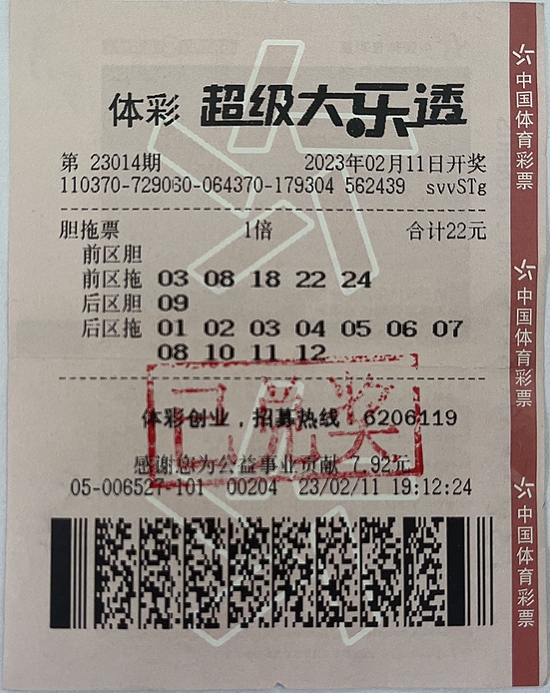 体彩 超级大乐透
第 23014期 2023年02月11日开奖
110370-729060-064370-179304 562439 svvSTg
胆拖票 1倍 合计22元
前区胆
前区拖 03 08 18 22 24
后区胆 09
后区拖 01 02 03 04 05 06 07
08 10 11 12
已兑奖
体彩创业，招募热线 6206119
感谢您为公益事业贡献 7.92元
05-006527-101 00204 23/02/11 19:12:24
中国体育彩票
中国体育彩票
中国体育彩票